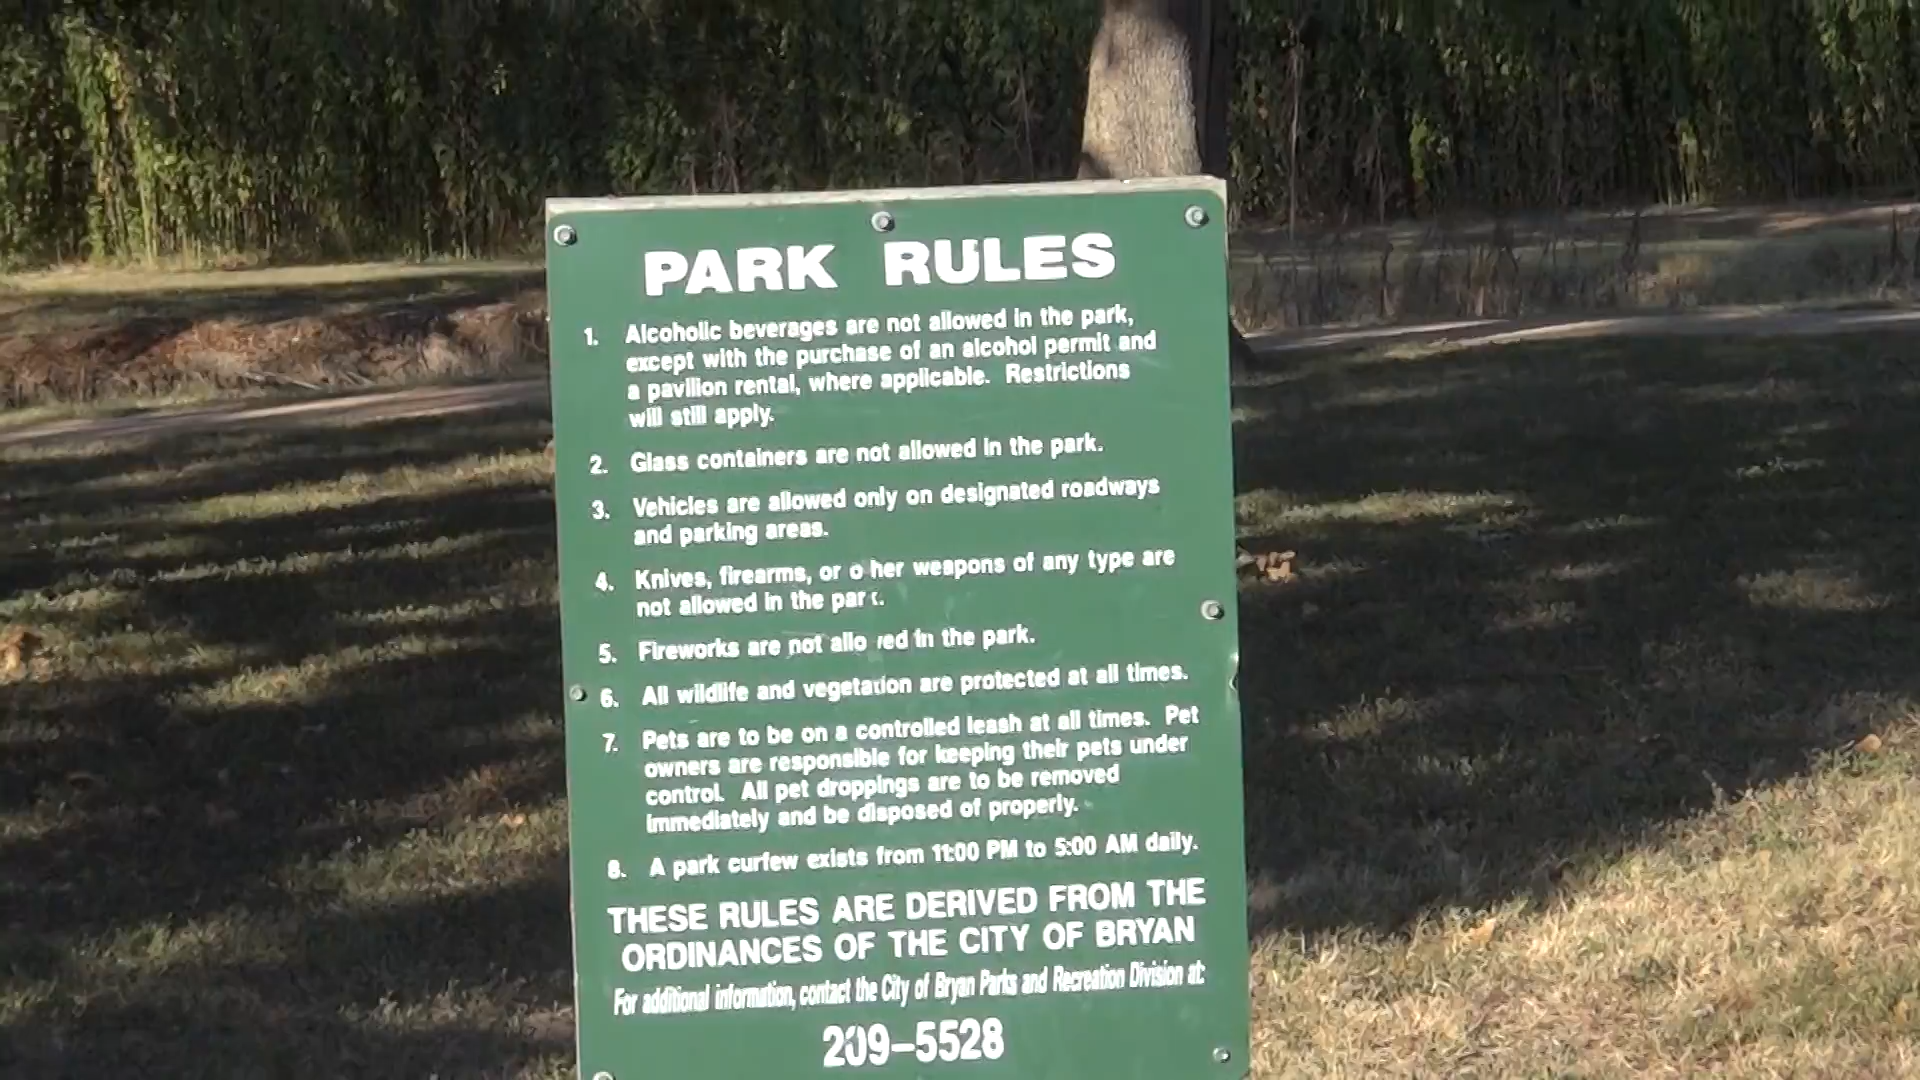 PARK RULES
1. Alcoholic beverages are not allowed in the park,
except with the purchase of an alcohol permit and
a pavilion rental, where applicable. Restrictions
will still apply.
2. Glass containers are not allowed in the park.
3. Vehicles are allowed only on designated roadways
and parking areas.
4. Knives, firearms, or o her weapons of any type are
not allowed in the park.
5. Fireworks are not allo ed in the park.
6. All wildlife and vegetation are protected at all times.
7. Pets are to be on a controlled leash at all times. Pet
owners are responsible for keeping their pets under
control. All pet droppings are to be removed
immediately and be disposed of properly.
8. A park curfew exists from 11:00 PM to 5:00 AM daily.
THESE RULES ARE DERIVED FROM THE
ORDINANCES OF THE CITY OF BRYAN
For additional information, contact the City of Bryan Parks and Recreation Division at:
209-5528